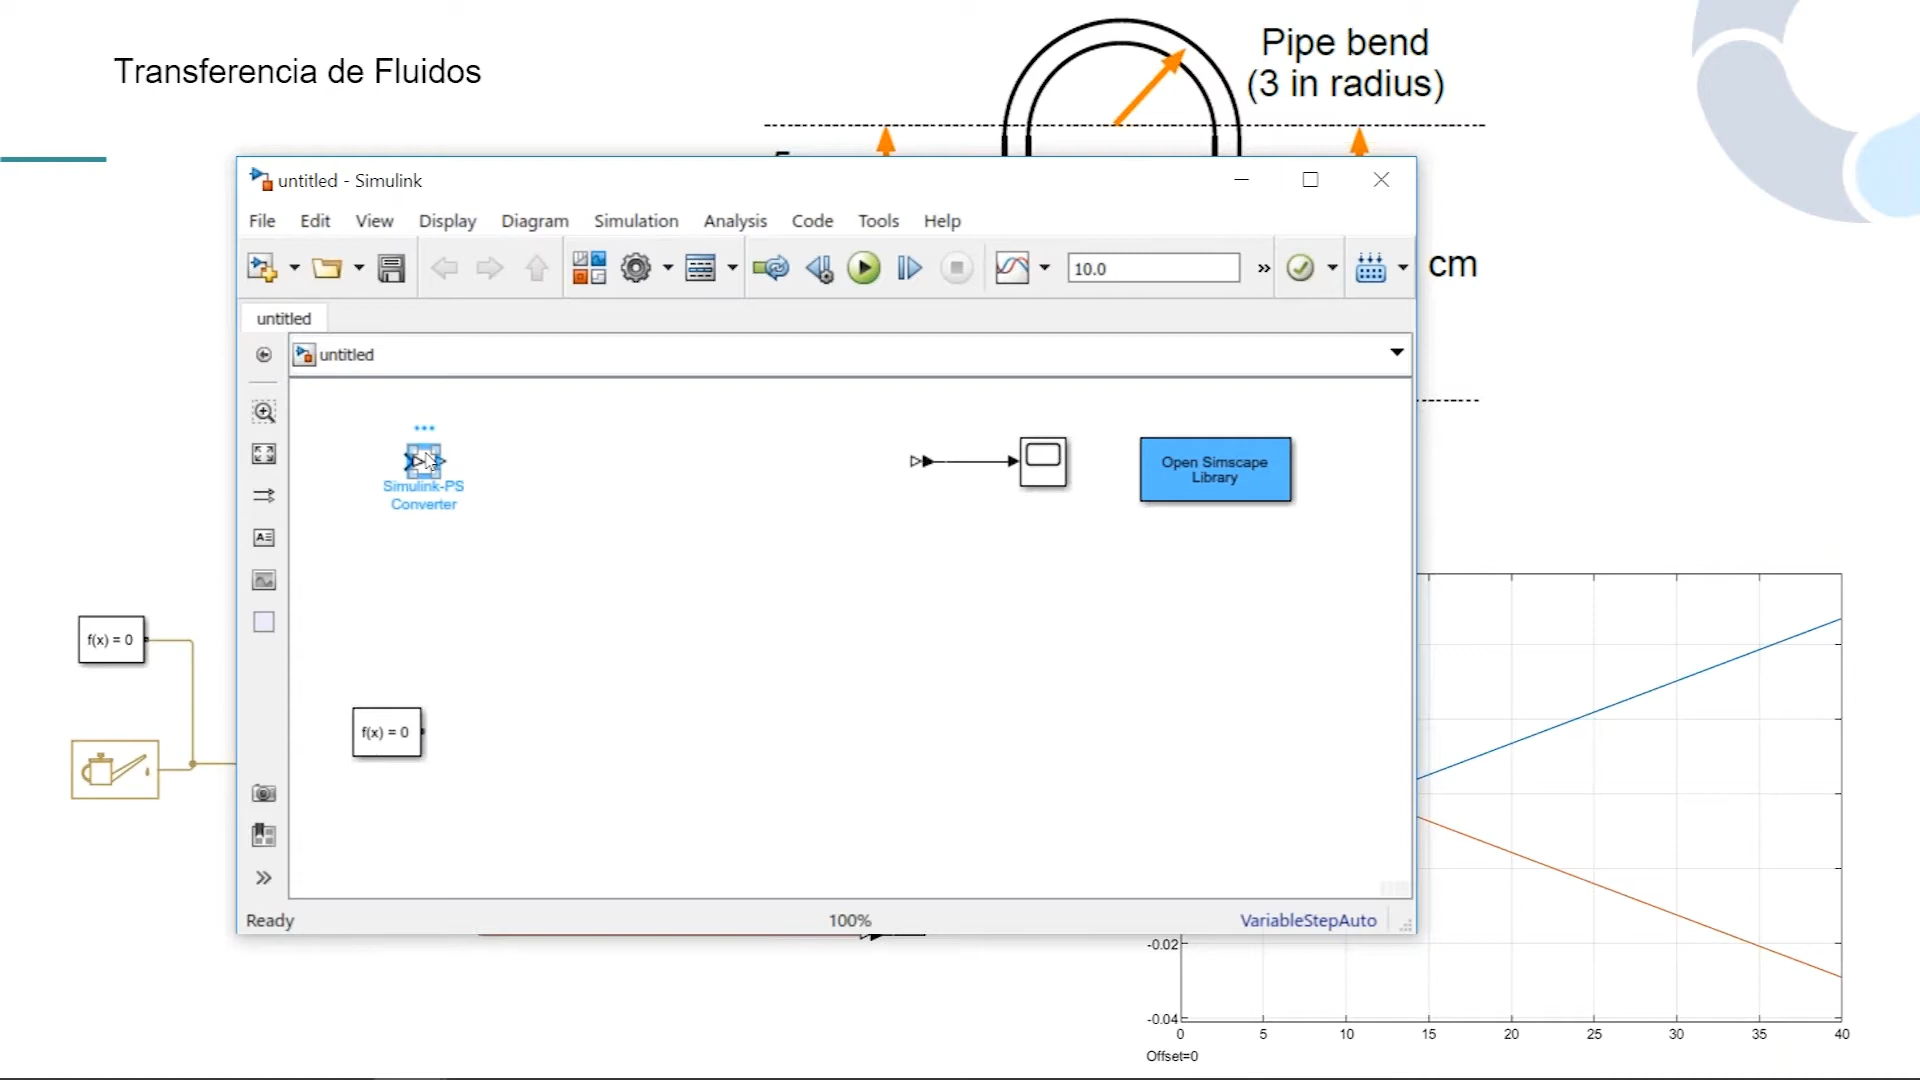 Transferencia de Fluidos
Pipe bend
(3 in radius)
cm
untitled - Simulink
File Edit View Display Diagram Simulation Analysis Code Tools Help
10.0
»
untitled
untitled
Simulink-PS
Converter
Open Simscape
Library
f(x) = 0
f(x) = 0
Ready 100% VariableStepAuto
-0.02
-0.04
0 5 10 15 20 25 30 35 40
Offset=0